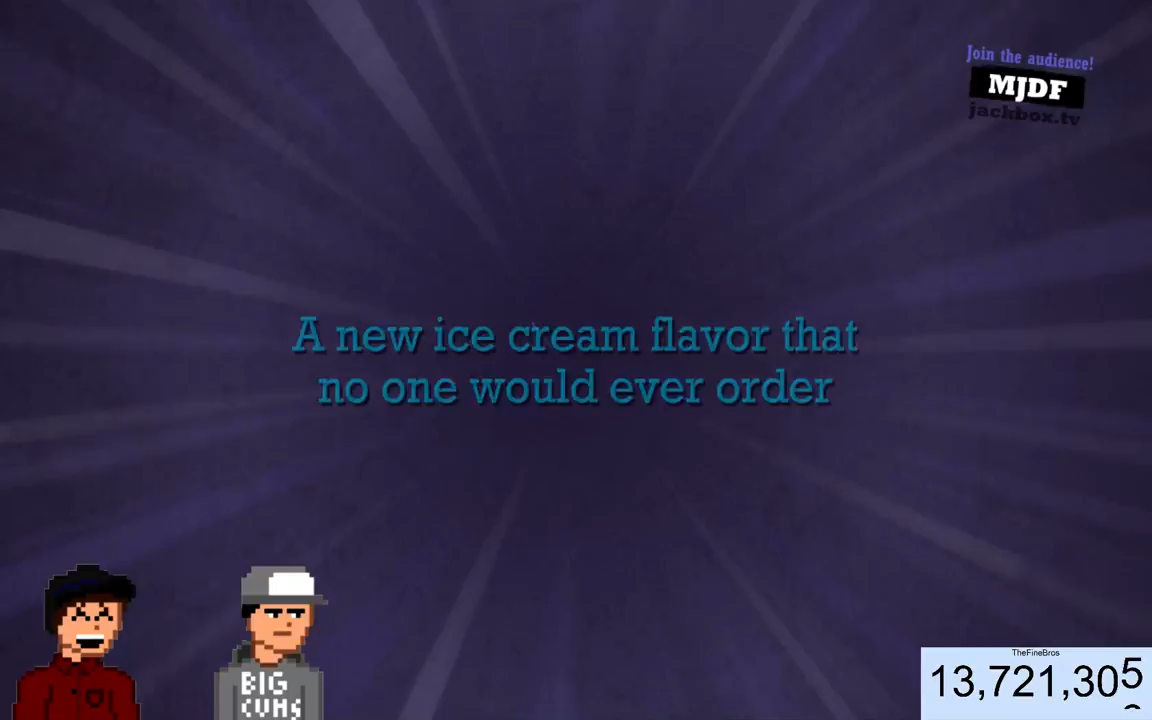 Join the audience!
MJDF
jackbox.tv
A new ice cream flavor that
no one would ever order
BIG
CUMS
TheFineBros
13,721,305